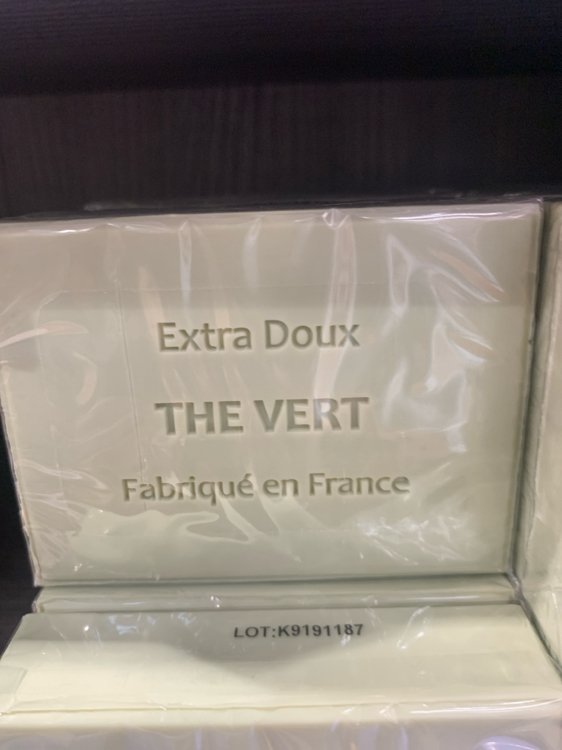 Extra Doux
THE VERT
Fabriqué en France
LOT:K9191187